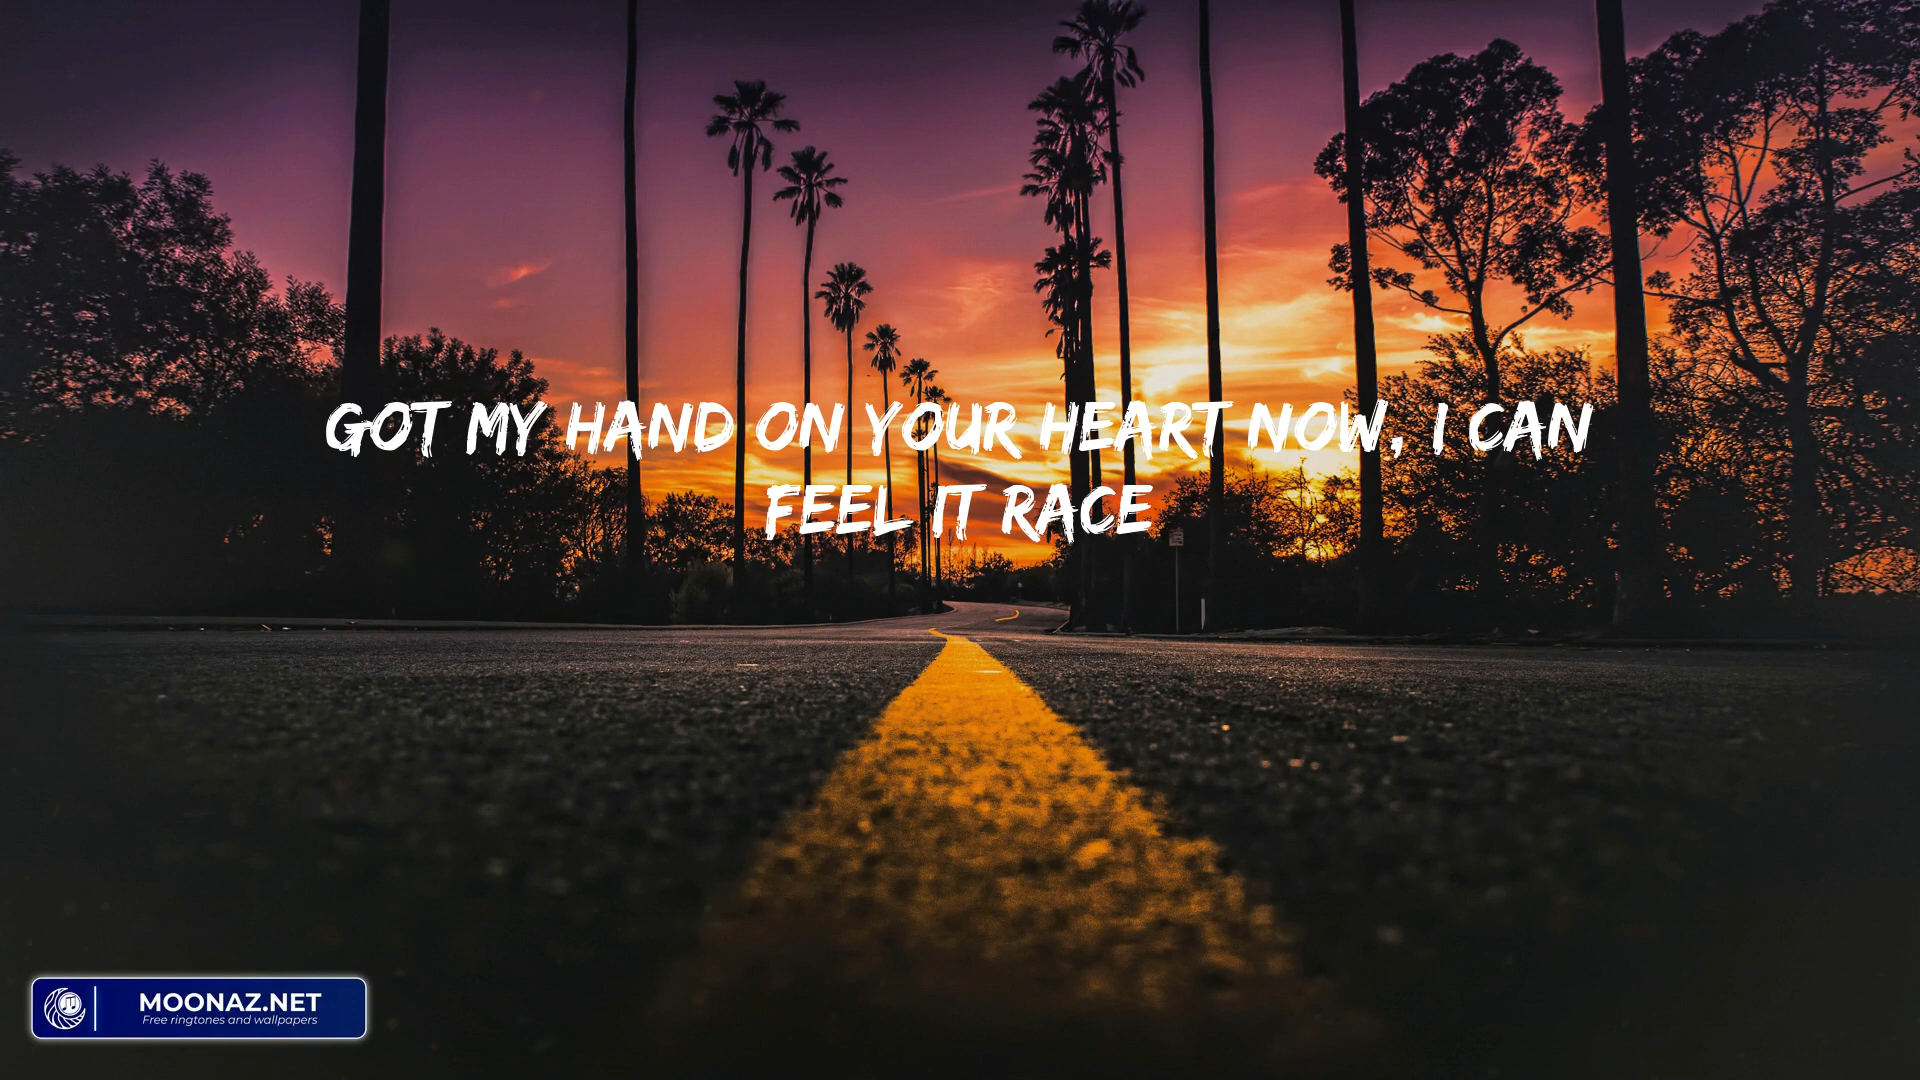 GOT MY HAND ON YOUR HEART NOW, I CAN
FEEL IT RACE
MOONAZ.NET
Free ringtones and wallpapers